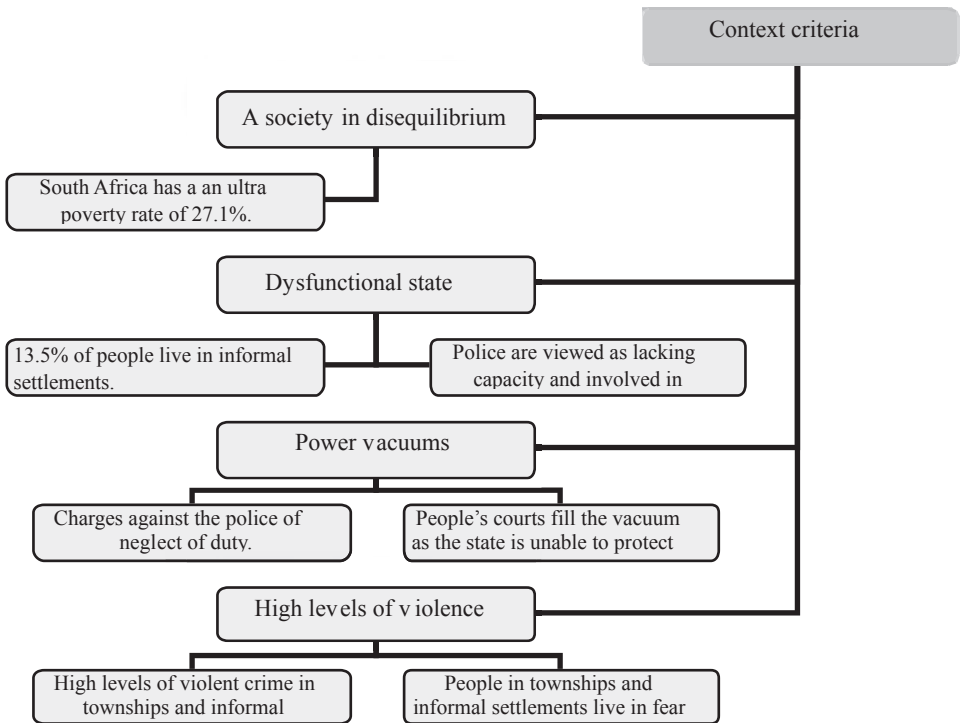 Context criteria
A society in disequilibrium
South Africa has a an ultra
poverty rate of 27.1%.
Dysfunctional state
13.5% of people live in informal
settlements.
Police are viewed as lacking
capacity and involved in
Power vacuums
Charges against the police of
neglect of duty.
People's courts fill the vacuum
as the state is unable to protect
High levels of violence
High levels of violent crime in
townships and informal
People in townships and
informal settlements live in fear